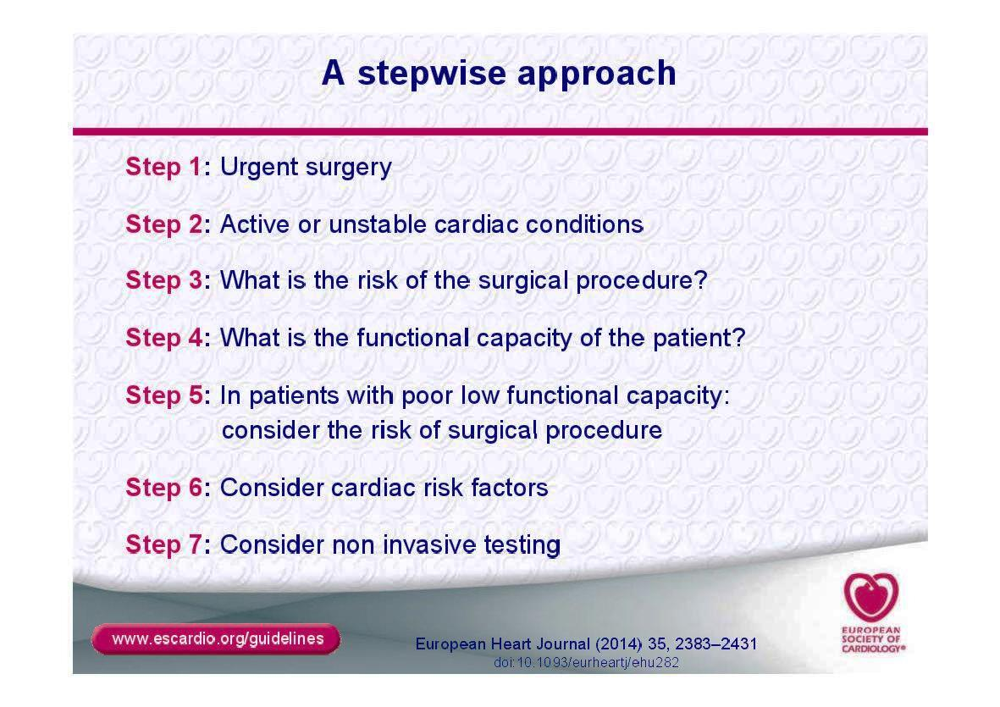 A stepwise approach
Step 1: Urgent surgery
Step 2: Active or unstable cardiac conditions
Step 3: What is the risk of the surgical procedure?
Step 4: What is the functional capacity of the patient?
Step 5: In patients with poor low functional capacity:
consider the risk of surgical procedure
Step 6: Consider cardiac risk factors
Step 7: Consider non invasive testing
www.escardio.org/guidelines
European Heart Journal (2014) 35, 2383–2431
doi:10.1093/eurheartj/ehu282
EUROPEAN
SOCIETY OF
CARDIOLOGY®